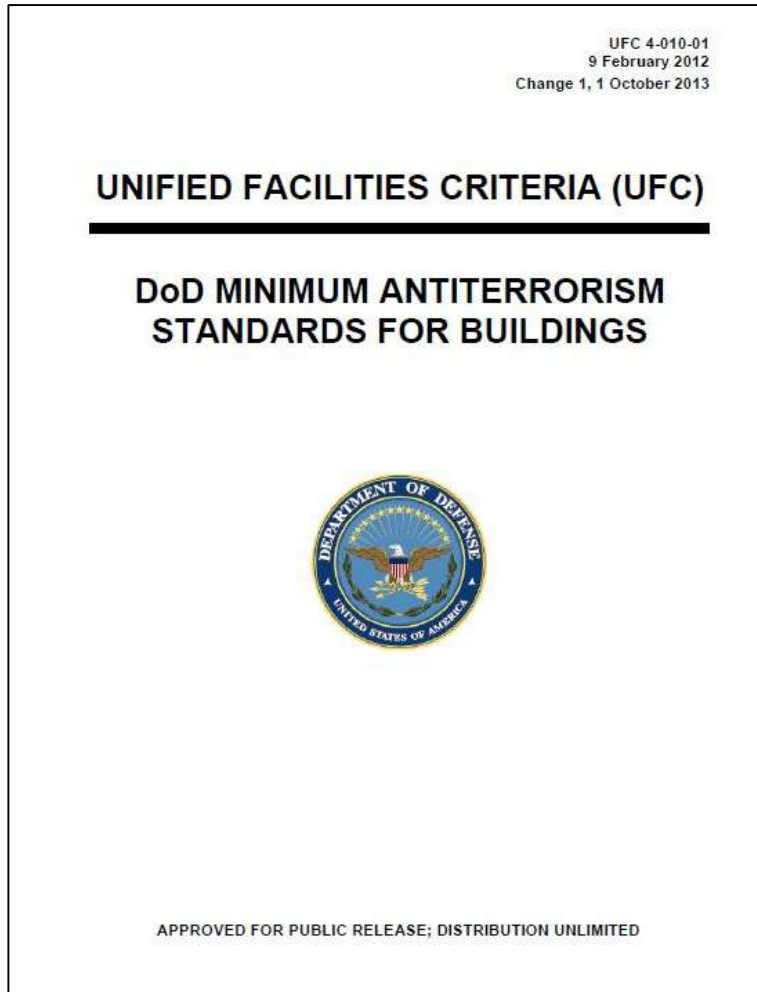 UFC 4-010-01
9 February 2012
Change 1, 1 October 2013
UNIFIED FACILITIES CRITERIA (UFC)
DoD MINIMUM ANTITERRORISM
STANDARDS FOR BUILDINGS
DEPARTMENT OF DEFENSE
UNITED STATES OF AMERICA
APPROVED FOR PUBLIC RELEASE; DISTRIBUTION UNLIMITED